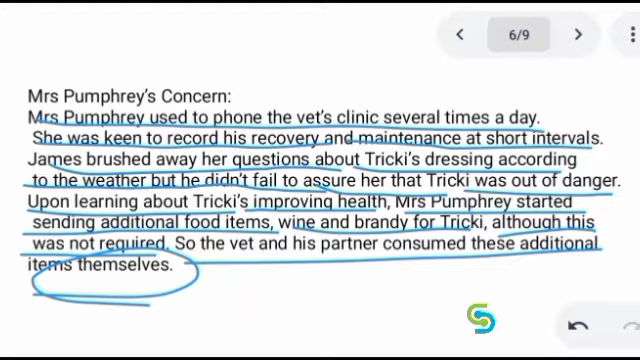 6/9
Mrs Pumphrey's Concern:
Mrs Pumphrey used to phone the vet's clinic several times a day.
She was keen to record his recovery and maintenance at short intervals.
James brushed away her questions about Tricki's dressing according
to the weather but he didn't fail to assure her that Tricki was out of danger.
Upon learning about Tricki's improving health, Mrs Pumphrey started
sending additional food items, wine and brandy for Tricki, although this
was not required. So the vet and his partner consumed these additional
items themselves.